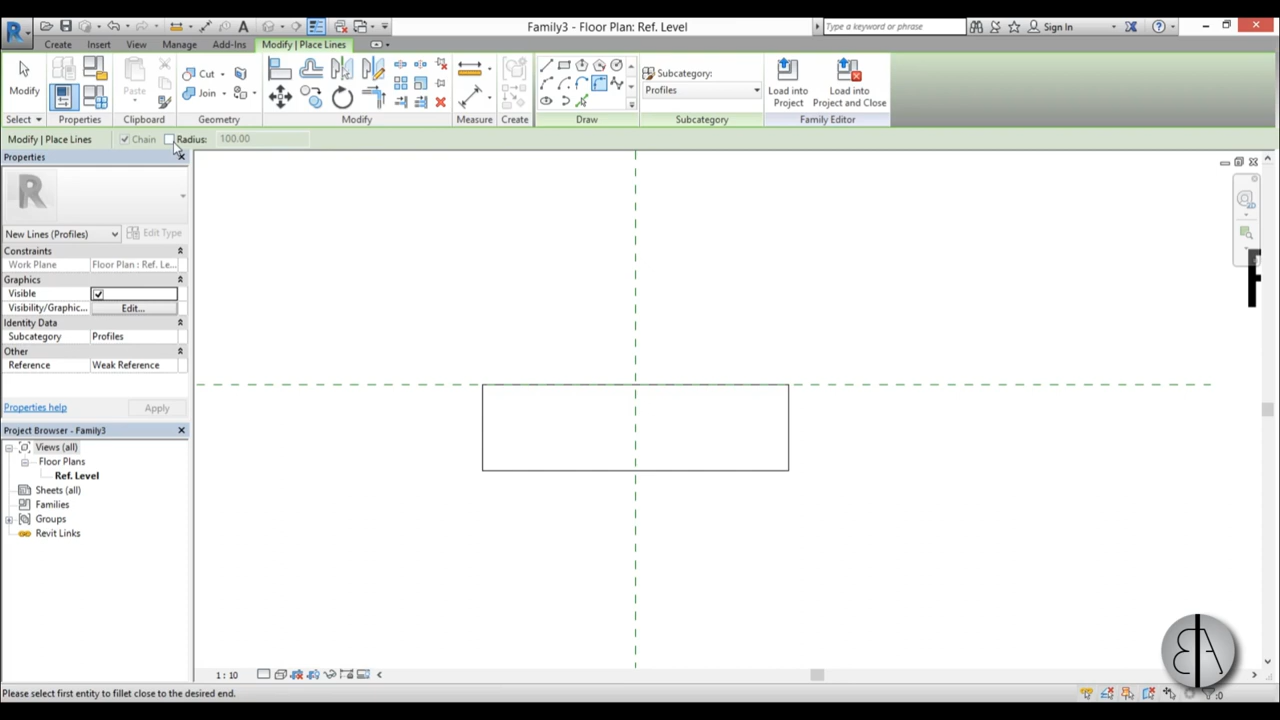 Family3 - Floor Plan: Ref. Level
Type a keyword or phrase
Sign In
Create
Insert
View
Manage
Add-Ins
Modify | Place Lines
Modify
Paste
Cut
Join
Subcategory:
Profiles
Load into
Project
Load into
Project and Close
Select
Properties
Clipboard
Geometry
Modify
Measure
Create
Draw
Subcategory
Family Editor
Modify | Place Lines
Chain
Radius:
100.00
Properties
New Lines (Profiles)
Edit Type
Constraints
Work Plane
Floor Plan : Ref. Le...
Graphics
Visible
Visibility/Graphic...
Edit...
Identity Data
Subcategory
Profiles
Other
Reference
Weak Reference
Properties help
Apply
Project Browser - Family3
Views (all)
Floor Plans
Ref. Level
Sheets (all)
Families
Groups
Revit Links
1 : 10
Please select first entity to fillet close to the desired end.
:0